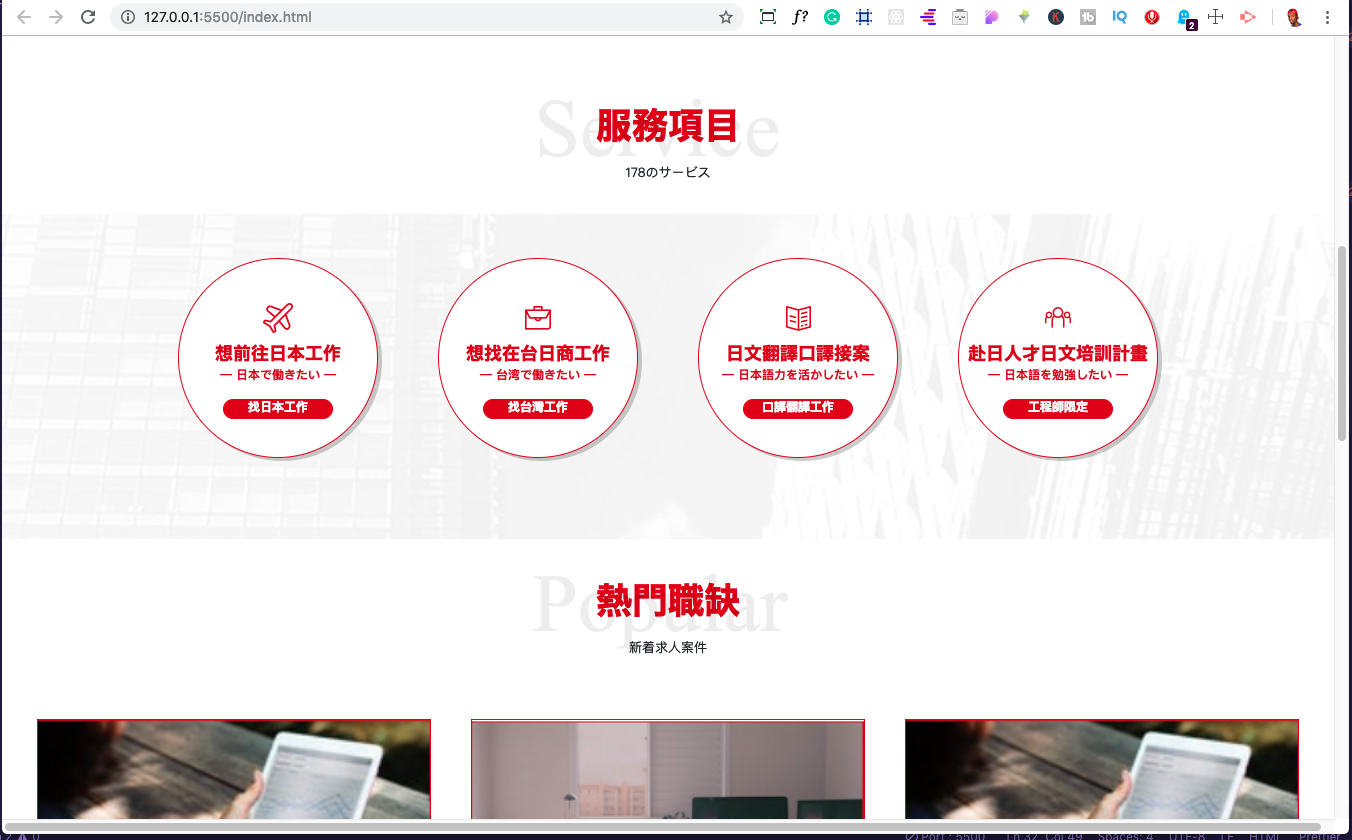 127.0.0.1:5500/index.html
f?
K
tb
IQ
2
Service
服務項目
178のサービス
想前往日本工作
— 日本で働きたい —
找日本工作
想找在台日商工作
— 台湾で働きたい —
找台灣工作
日文翻譯口譯接案
— 日本語力を活かしたい —
口譯翻譯工作
赴日人才日文培訓計畫
— 日本語を勉強したい —
工程師限定
Popular
熱門職缺
新着求人案件
Port : 5500 Ln 32, Col 49 Spaces: 4 UTF-8 LF HTML Prettier